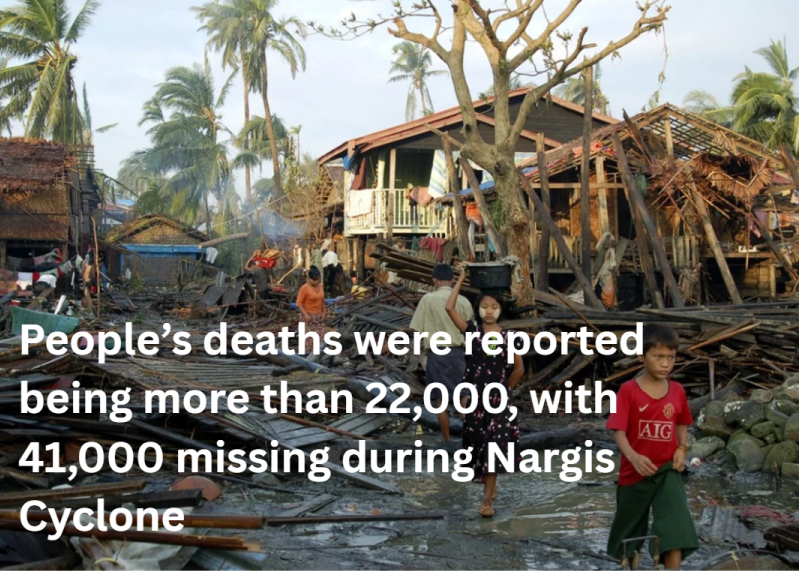 People’s deaths were reported
being more than 22,000, with
41,000 missing during Nargis
Cyclone
AIG